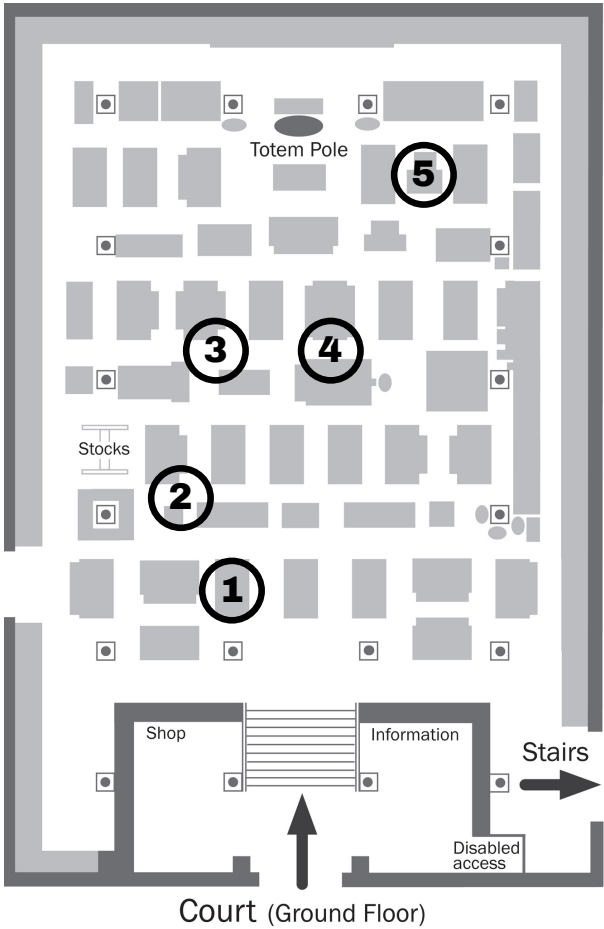 Totem Pole
5
3
4
Stocks
2
1
Shop
Information
Stairs
Disabled
access
Court (Ground Floor)